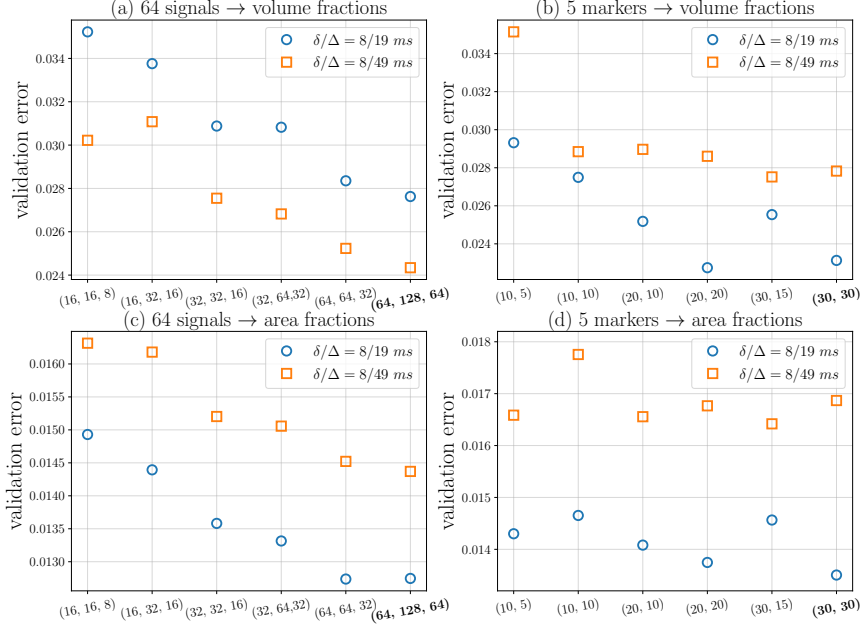 (a) 64 signals → volume fractions
validation error
0.034
0.032
0.030
0.028
0.026
0.024
δ/Δ = 8/19 ms
δ/Δ = 8/49 ms
(16, 16, 8)
(16, 32, 16)
(32, 32, 16)
(32, 64,32)
(64, 64, 32)
(64, 128, 64)
(b) 5 markers → volume fractions
validation error
0.034
0.032
0.030
0.028
0.026
0.024
δ/Δ = 8/19 ms
δ/Δ = 8/49 ms
(10, 5)
(10, 10)
(20, 10)
(20, 20)
(30, 15)
(30, 30)
(c) 64 signals → area fractions
validation error
0.0160
0.0155
0.0150
0.0145
0.0140
0.0135
0.0130
δ/Δ = 8/19 ms
δ/Δ = 8/49 ms
(16, 16, 8)
(16, 32, 16)
(32, 32, 16)
(32, 64,32)
(64, 64, 32)
(64, 128, 64)
(d) 5 markers → area fractions
validation error
0.018
0.017
0.016
0.015
0.014
δ/Δ = 8/19 ms
δ/Δ = 8/49 ms
(10, 5)
(10, 10)
(20, 10)
(20, 20)
(30, 15)
(30, 30)